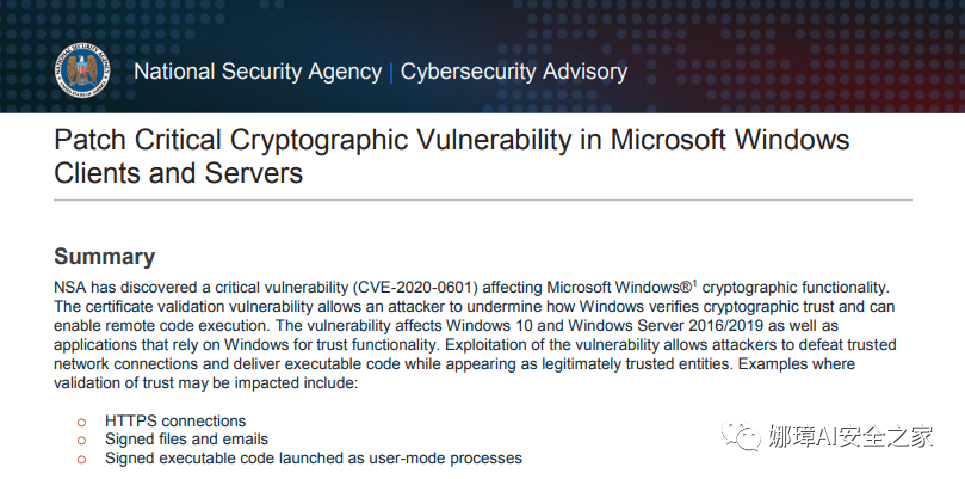 National Security Agency | Cybersecurity Advisory
Patch Critical Cryptographic Vulnerability in Microsoft Windows
Clients and Servers
Summary
NSA has discovered a critical vulnerability (CVE-2020-0601) affecting Microsoft Windows®¹ cryptographic functionality.
The certificate validation vulnerability allows an attacker to undermine how Windows verifies cryptographic trust and can
enable remote code execution. The vulnerability affects Windows 10 and Windows Server 2016/2019 as well as
applications that rely on Windows for trust functionality. Exploitation of the vulnerability allows attackers to defeat trusted
network connections and deliver executable code while appearing as legitimately trusted entities. Examples where
validation of trust may be impacted include:
HTTPS connections
Signed files and emails
Signed executable code launched as user-mode processes
娜璋AI安全之家